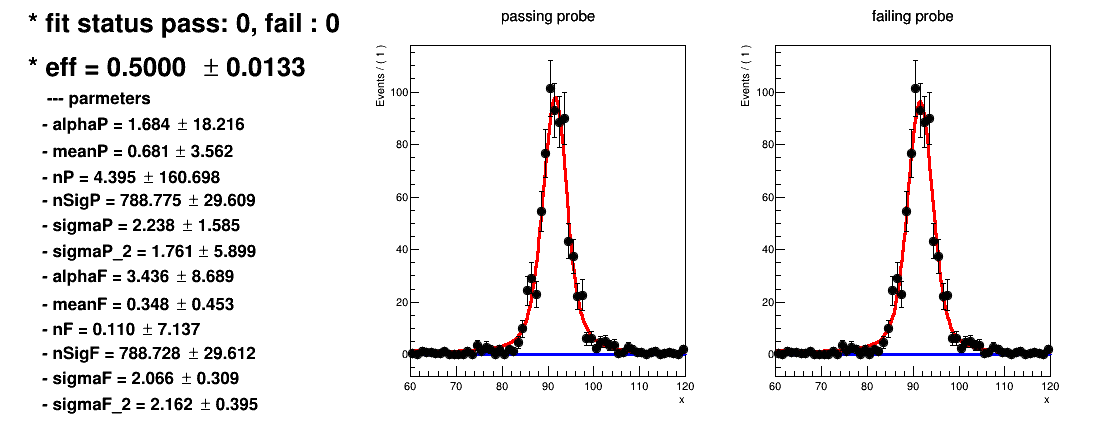 * fit status pass: 0, fail : 0
* eff = 0.5000 ± 0.0133
--- parmeters
- alphaP = 1.684 ± 18.216
- meanP = 0.681 ± 3.562
- nP = 4.395 ± 160.698
- nSigP = 788.775 ± 29.609
- sigmaP = 2.238 ± 1.585
- sigmaP_2 = 1.761 ± 5.899
- alphaF = 3.436 ± 8.689
- meanF = 0.348 ± 0.453
- nF = 0.110 ± 7.137
- nSigF = 788.728 ± 29.612
- sigmaF = 2.066 ± 0.309
- sigmaF_2 = 2.162 ± 0.395
passing probe
Events / ( 1 )
100
80
60
40
20
0
60 70 80 90 100 110 120
x
failing probe
Events / ( 1 )
100
80
60
40
20
0
60 70 80 90 100 110 120
x